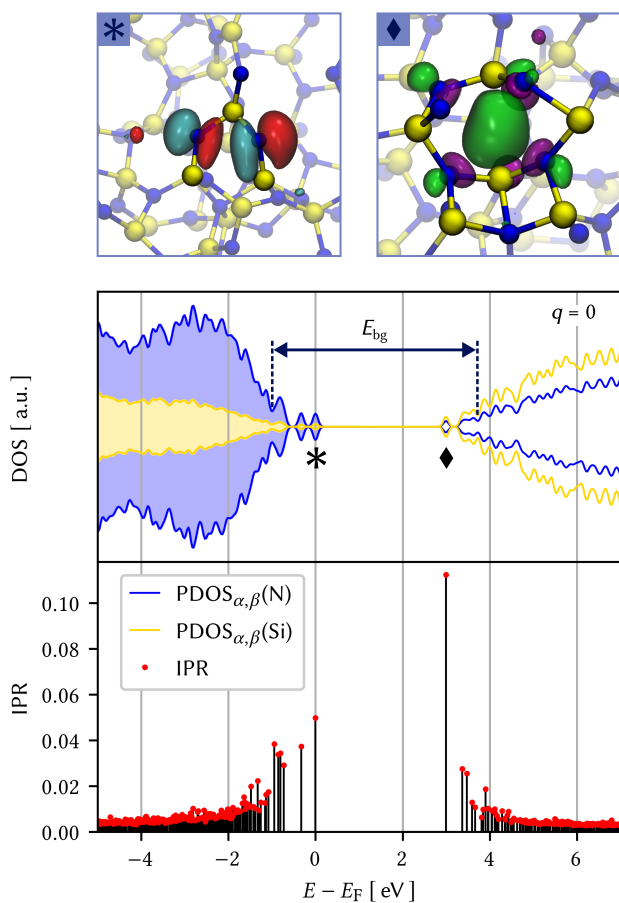 * ♦
E_bg
q = 0
DOS [ a.u. ]
* ♦
PDOS_α,β(N)
PDOS_α,β(Si)
IPR
IPR
0.10
0.08
0.06
0.04
0.02
0.00
−4 −2 0 2 4 6
E − E_F [ eV ]